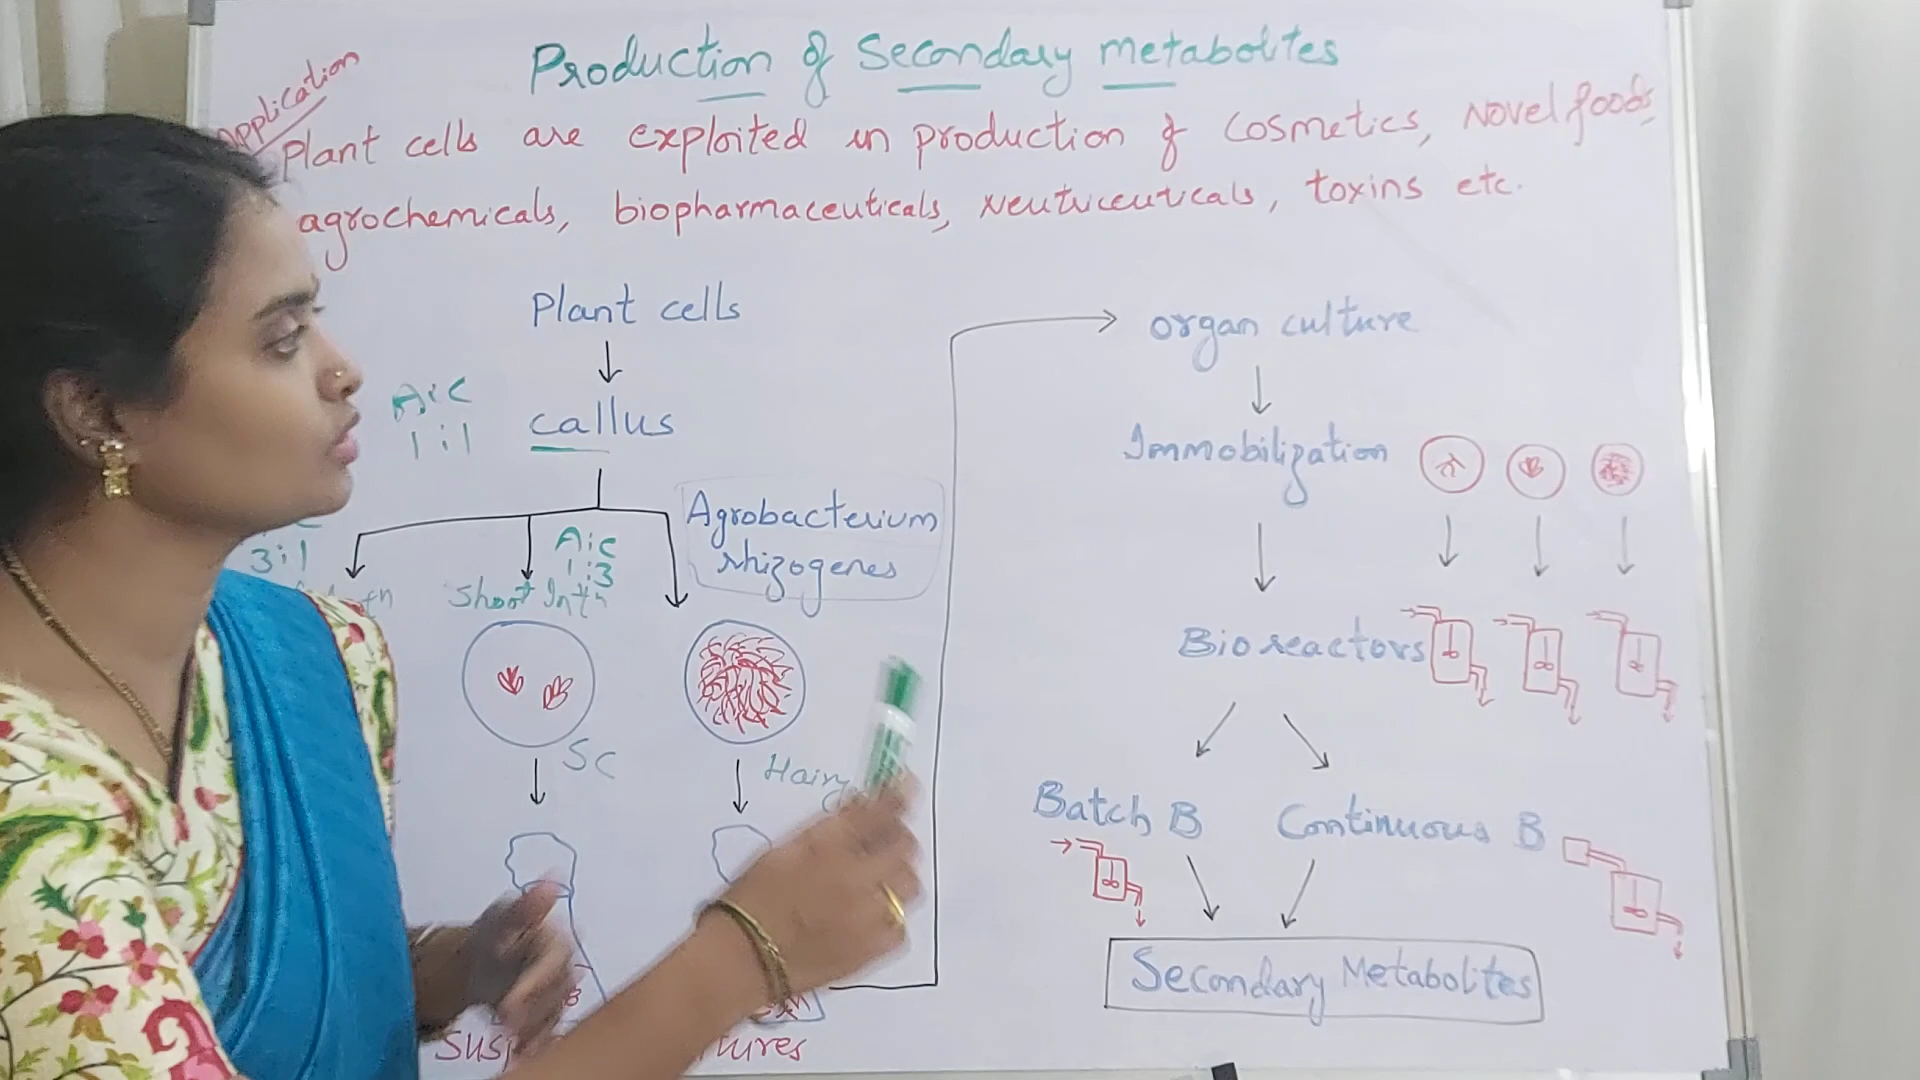 Production of Secondary metabolites
Application
Plant cells are exploited in production of cosmetics, Novel foods,
agrochemicals, biopharmaceuticals, Neutriceuticals, toxins etc.
Plant cells
A:C
1:1
callus
Agrobacterium
rhizogenes
3:1
A:C
1:3
Shoot Intn
SC
Hairy
organ culture
Immobilization
Bioreactors
Batch B
Continuous B
Secondary Metabolites